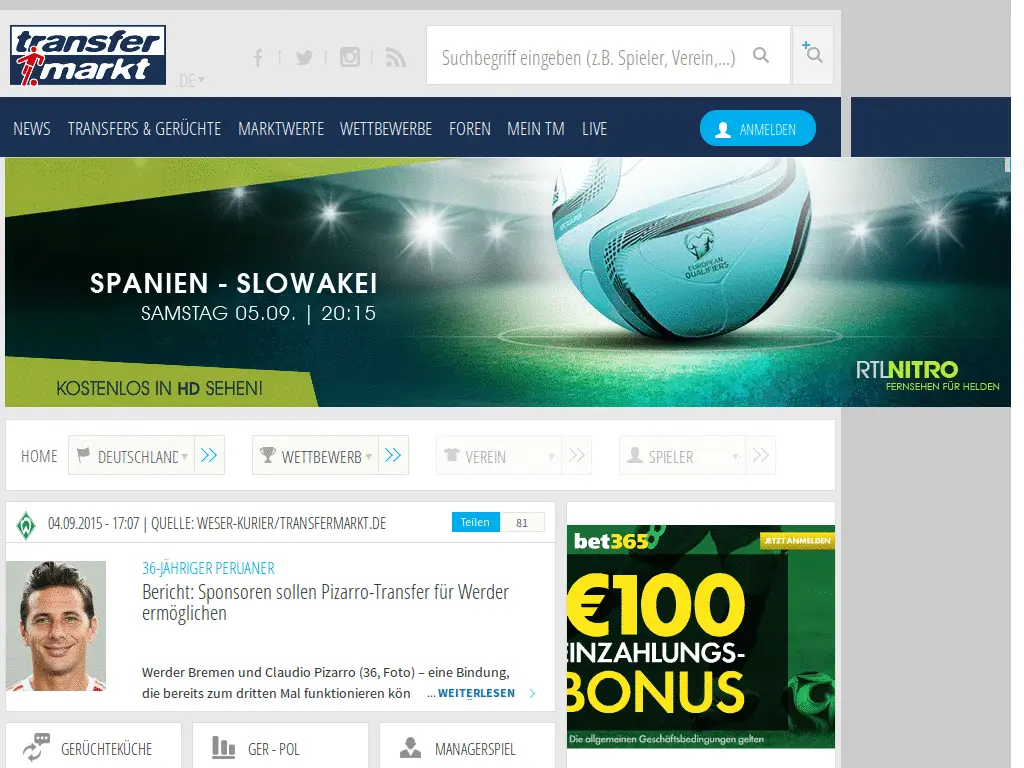 transfer
markt
.DE
Suchbegriff eingeben (z.B. Spieler, Verein,...)
NEWS
TRANSFERS & GERÜCHTE
MARKTWERTE
WETTBEWERBE
FOREN
MEIN TM
LIVE
ANMELDEN
EUROPEAN
QUALIFIERS
SPANIEN - SLOWAKEI
SAMSTAG 05.09. | 20:15
RTLNITRO
FERNSEHEN FÜR HELDEN
KOSTENLOS IN HD SEHEN!
HOME
DEUTSCHLAND
WETTBEWERB
VEREIN
SPIELER
04.09.2015 - 17:07 | QUELLE: WESER-KURIER/TRANSFERMARKT.DE
Teilen
81
36-JÄHRIGER PERUANER
Bericht: Sponsoren sollen Pizarro-Transfer für Werder
ermöglichen
Werder Bremen und Claudio Pizarro (36, Foto) – eine Bindung,
die bereits zum dritten Mal funktionieren kön ... WEITERLESEN
bet365
JETZT ANMELDEN
€100
EINZAHLUNGS-
BONUS
Die allgemeinen Geschäftsbedingungen gelten
GERÜCHTEKÜCHE
GER - POL
MANAGERSPIEL